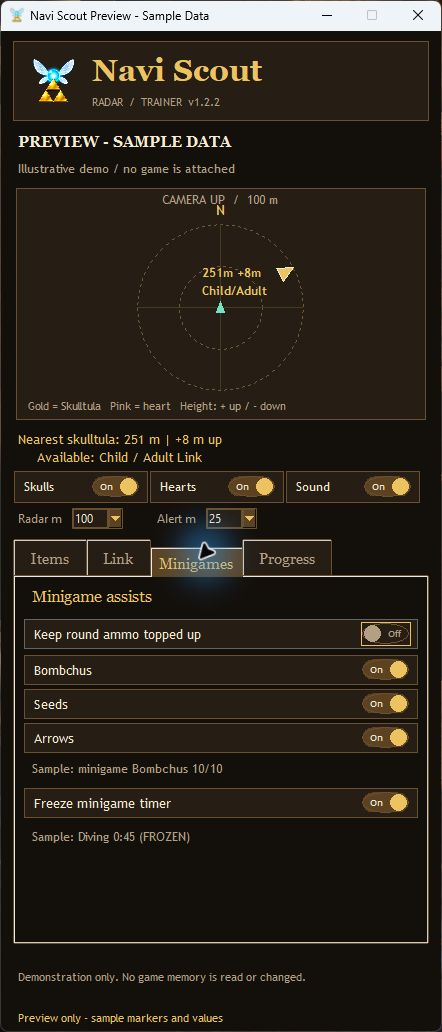 Navi Scout Preview - Sample Data
Navi Scout
RADAR / TRAINER v1.2.2
PREVIEW - SAMPLE DATA
Illustrative demo / no game is attached
CAMERA UP / 100 m
N
251m +8m
Child/Adult
Gold = Skulltula Pink = heart Height: + up / - down
Nearest skulltula: 251 m | +8 m up
Available: Child / Adult Link
Skulls On Hearts On Sound On
Radar m 100 Alert m 25
Items Link Minigames Progress
Minigame assists
Keep round ammo topped up Off
Bombchus On
Seeds On
Arrows On
Sample: minigame Bombchus 10/10
Freeze minigame timer On
Sample: Diving 0:45 (FROZEN)
Demonstration only. No game memory is read or changed.
Preview only - sample markers and values